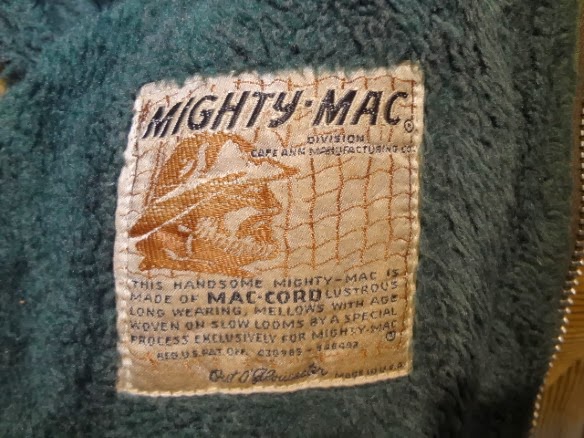 MIGHTY-MAC®
DIVISION
CAPE ANN MANUFACTURING CO.
THIS HANDSOME MIGHTY-MAC IS
MADE OF MAC-CORD LUSTROUS
LONG WEARING, MELLOWS WITH AGE
WOVEN ON SLOW LOOMS BY A SPECIAL
PROCESS EXCLUSIVELY FOR MIGHTY-MAC
REG. U.S. PAT. OFF.
Out O' Gloucester MADE IN U.S.A.